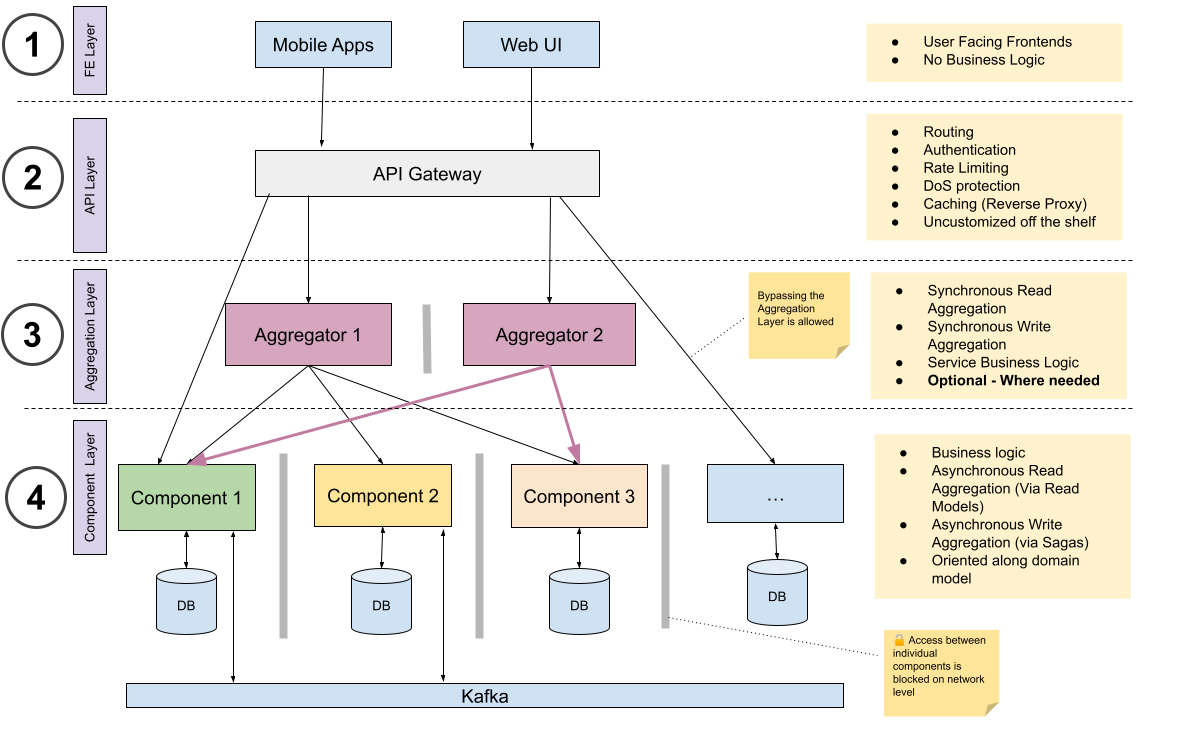 1
FE Layer
Mobile Apps
Web UI
● User Facing Frontends
● No Business Logic
2
API Layer
API Gateway
● Routing
● Authentication
● Rate Limiting
● DoS protection
● Caching (Reverse Proxy)
● Uncustomized off the shelf
3
Aggregation Layer
Aggregator 1
Aggregator 2
Bypassing the
Aggregation
Layer is allowed
● Synchronous Read
Aggregation
● Synchronous Write
Aggregation
● Service Business Logic
● Optional - Where needed
4
Component Layer
Component 1
Component 2
Component 3
...
DB
DB
DB
DB
● Business logic
● Asynchronous Read
Aggregation (Via Read
Models)
● Asynchronous Write
Aggregation (via Sagas)
● Oriented along domain
model
🔒 Access between
individual
components is
blocked on network
level
Kafka